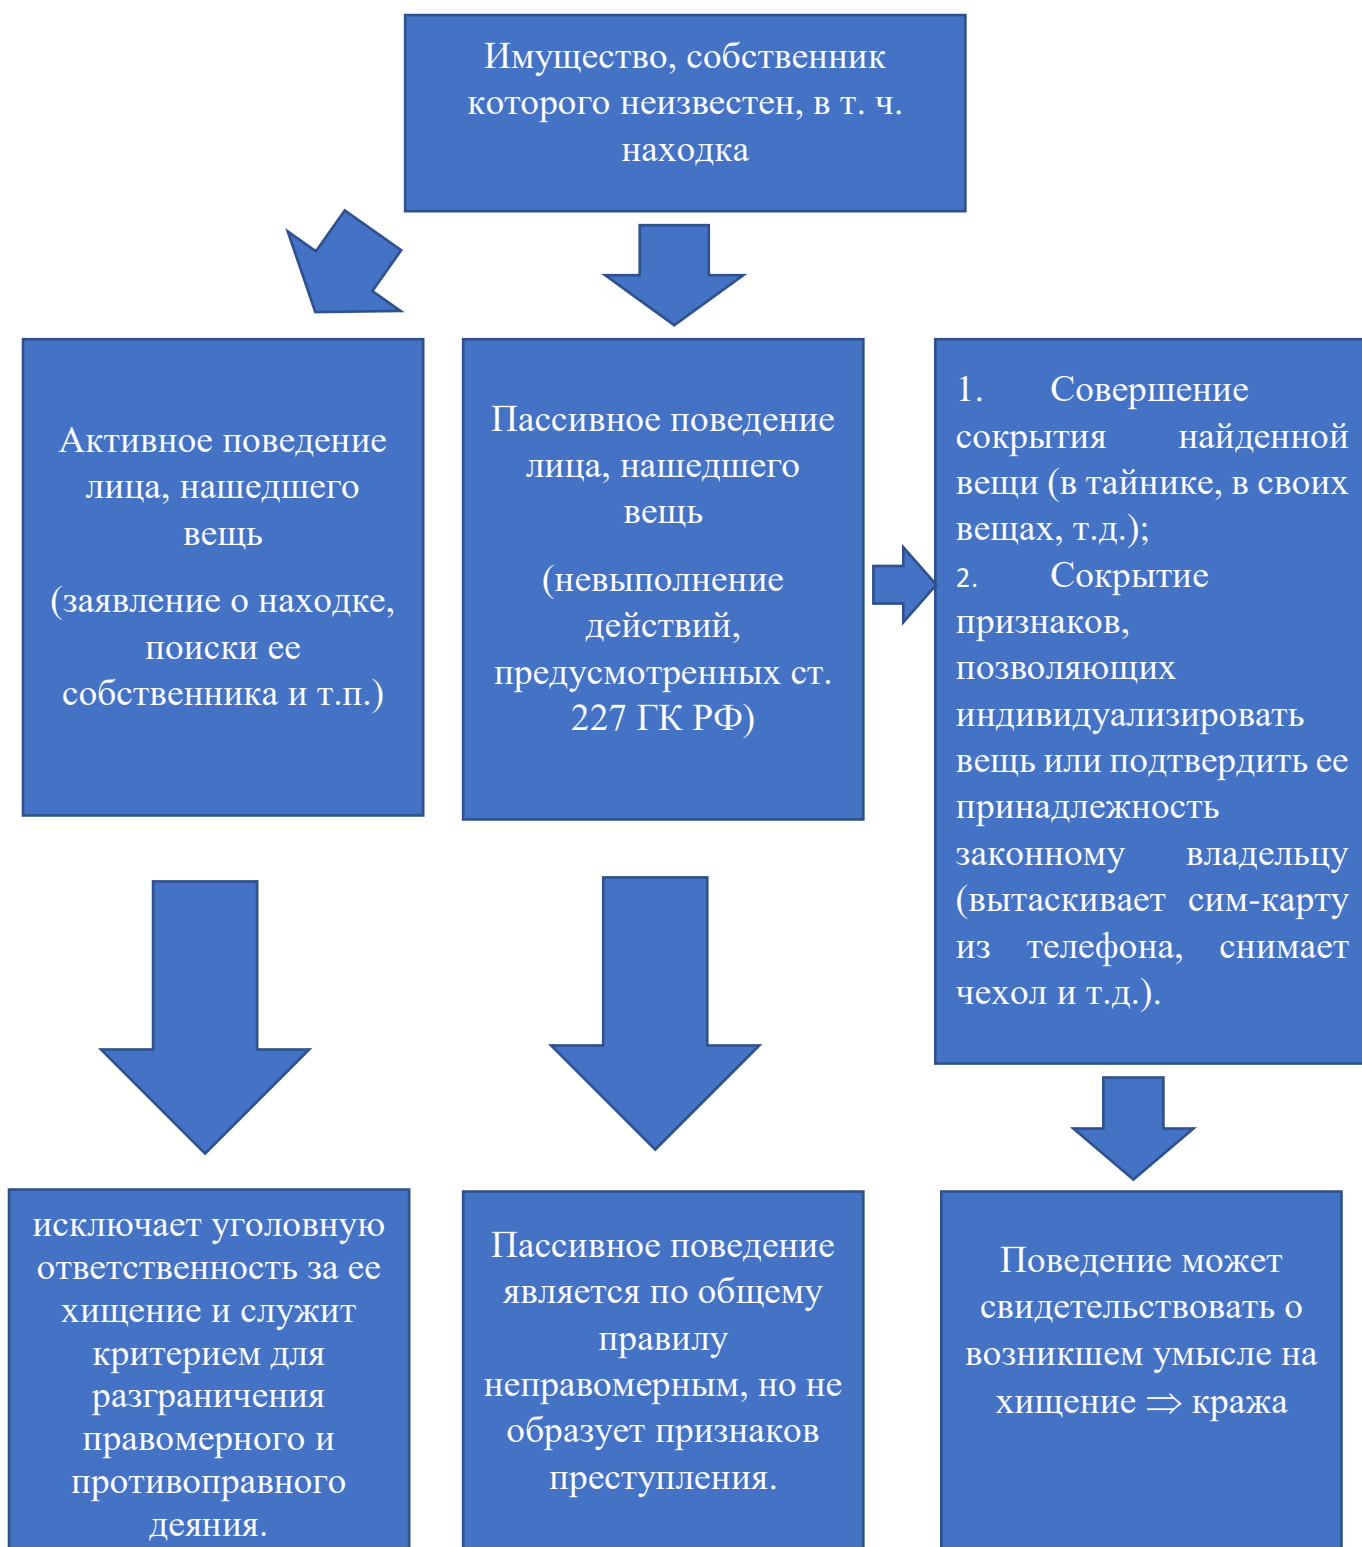 Имущество, собственник
которого неизвестен, в т. ч.
находка
Активное поведение
лица, нашедшего
вещь
(заявление о находке,
поиски ее
собственника и т.п.)
Пассивное поведение
лица, нашедшего
вещь
(невыполнение
действий,
предусмотренных ст.
227 ГК РФ)
1. Совершение
сокрытия найденной
вещи (в тайнике, в своих
вещах, т.д.);
2. Сокрытие
признаков,
позволяющих
индивидуализировать
вещь или подтвердить ее
принадлежность
законному владельцу
(вытаскивает сим-карту
из телефона, снимает
чехол и т.д.).
исключает уголовную
ответственность за ее
хищение и служит
критерием для
разграничения
правомерного и
противоправного
деяния.
Пассивное поведение
является по общему
правилу
неправомерным, но не
образует признаков
преступления.
Поведение может
свидетельствовать о
возникшем умысле на
хищение ⇒ кража